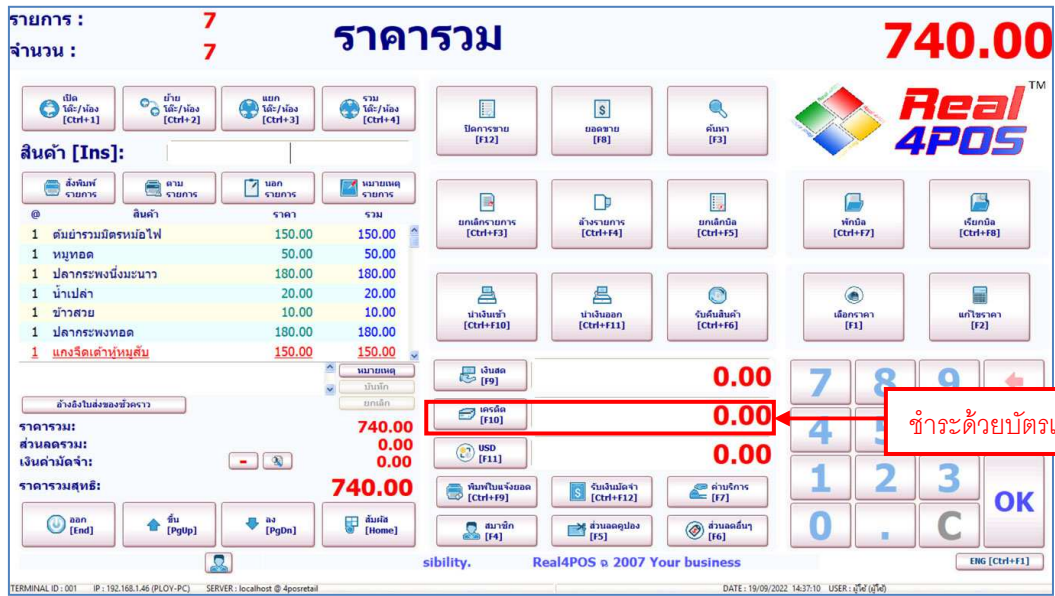 รายการ : 7
จำนวน : 7
ราคารวม
740.00
เปิด โต๊ะ/ห้อง [Ctrl+1]
ย้าย โต๊ะ/ห้อง [Ctrl+2]
แยก โต๊ะ/ห้อง [Ctrl+3]
รวม โต๊ะ/ห้อง [Ctrl+4]
ปิดการขาย [F12]
ยอดขาย [F8]
ค้นหา [F3]
Real 4POS TM
สินค้า [Ins]:
สั่งพิมพ์ รายการ
ตาม รายการ
นอก รายการ
หมายเหตุ รายการ
@ สินค้า ราคา รวม
1 ต้มยำรวมมิตรหม้อไฟ 150.00 150.00
1 หมูทอด 50.00 50.00
1 ปลากระพงนึ่งมะนาว 180.00 180.00
1 น้ำเปล่า 20.00 20.00
1 ข้าวสวย 10.00 10.00
1 ปลากระพงทอด 180.00 180.00
1 แกงจืดเต้าหู้หมูสับ 150.00 150.00
ยกเลิกรายการ [Ctrl+F3]
ล้างรายการ [Ctrl+F4]
ยกเลิกบิล [Ctrl+F5]
พักบิล [Ctrl+F7]
เรียกบิล [Ctrl+F8]
นำเงินเข้า [Ctrl+F10]
นำเงินออก [Ctrl+F11]
รับคืนสินค้า [Ctrl+F6]
เลือกราคา [F1]
แก้ไขราคา [F2]
หมายเหตุ
บันทึก
ยกเลิก
อ้างอิงใบส่งของชั่วคราว
ราคารวม: 740.00
ส่วนลดรวม: 0.00
เงินค่ามัดจำ: 0.00
ราคารวมสุทธิ: 740.00
เงินสด [F9] 0.00
เครดิต [F10] 0.00
USD [F11] 0.00
ชำระด้วยบัตร
7 8 9
4 5
1 2 3
0 . C OK
พิมพ์ใบแจ้งยอด [Ctrl+F9]
รับเงินมัดจำ [Ctrl+F12]
ค่าบริการ [F7]
ออก [End]
ขึ้น [PgUp]
ลง [PgDn]
สัมผัส [Home]
สมาชิก [F4]
ส่วนลดคูปอง [F5]
ส่วนลดอื่นๆ [F6]
sibility. Real4POS ฉ 2007 Your business
ENG [Ctrl+F1]
TERMINAL ID : 001 IP : 192.168.1.46 (PLOY-PC) SERVER : localhost @ 4posretail DATE : 19/09/2022 14:37:10 USER : ผู้ใช้ (ผู้ใช้)